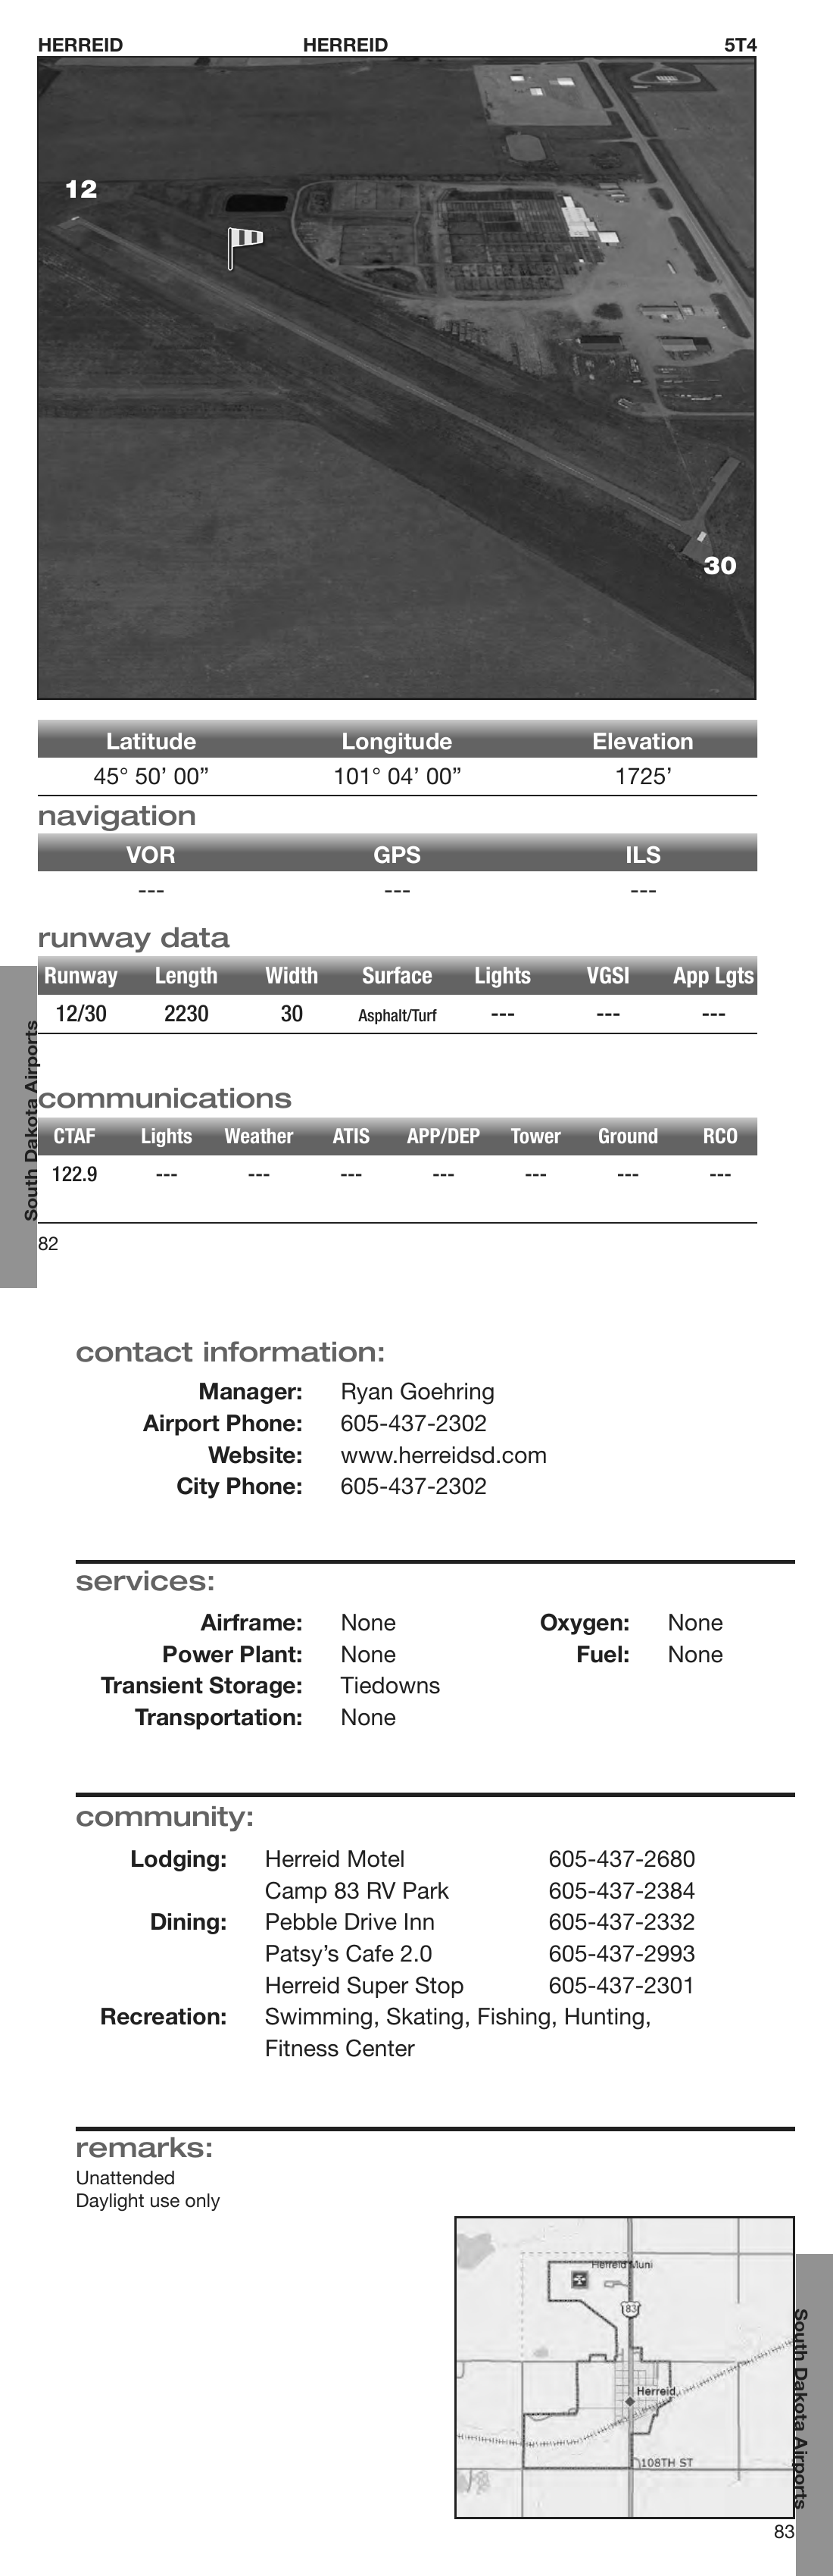 HERREID HERREID 5T4
12
30
Latitude Longitude Elevation
45° 50’ 00” 101° 04’ 00” 1725’
navigation
VOR GPS ILS
--- --- ---
runway data
Runway Length Width Surface Lights VGSI App Lgts
12/30 2230 30 Asphalt/Turf --- --- ---
South Dakota Airports
communications
CTAF Lights Weather ATIS APP/DEP Tower Ground RCO
122.9 --- --- --- --- --- --- ---
82
contact information:
Manager: Ryan Goehring
Airport Phone: 605-437-2302
Website: www.herreidsd.com
City Phone: 605-437-2302
services:
Airframe: None Oxygen: None
Power Plant: None Fuel: None
Transient Storage: Tiedowns
Transportation: None
community:
Lodging: Herreid Motel 605-437-2680
Camp 83 RV Park 605-437-2384
Dining: Pebble Drive Inn 605-437-2332
Patsy’s Cafe 2.0 605-437-2993
Herreid Super Stop 605-437-2301
Recreation: Swimming, Skating, Fishing, Hunting,
Fitness Center
remarks:
Unattended
Daylight use only
Herreid Muni
83
Herreid
108TH ST
South Dakota Airports
83